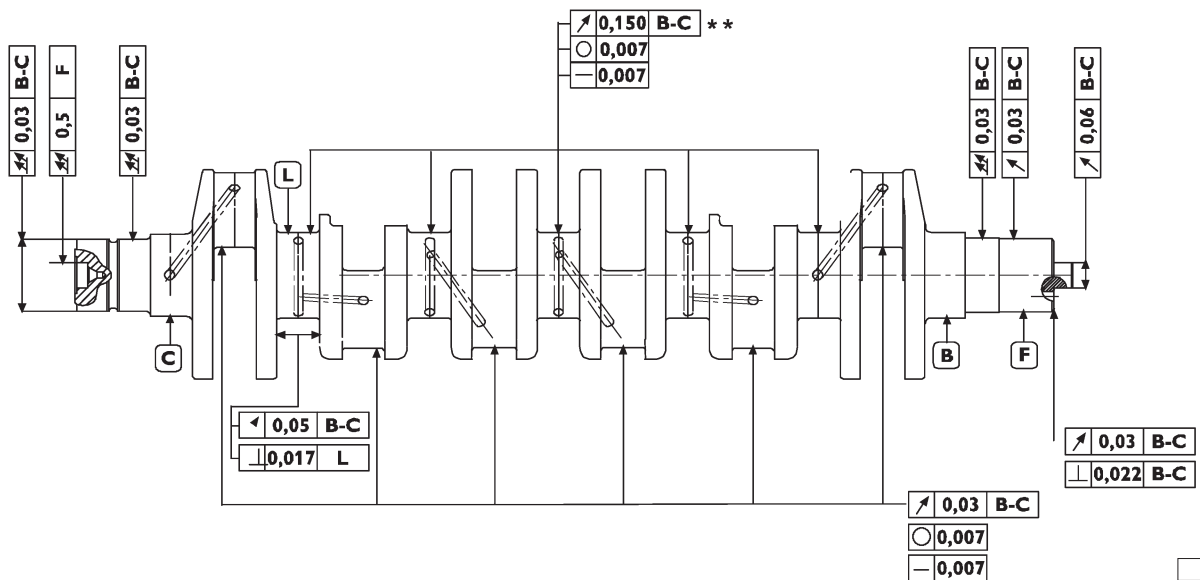 0,150 B-C **
0,007
0,007
0,03 B-C
0,5 F
0,03 B-C
0,03 B-C
0,03 B-C
0,06 B-C
L
C
B
F
0,05 B-C
0,017 L
0,03 B-C
0,022 B-C
0,03 B-C
0,007
0,007